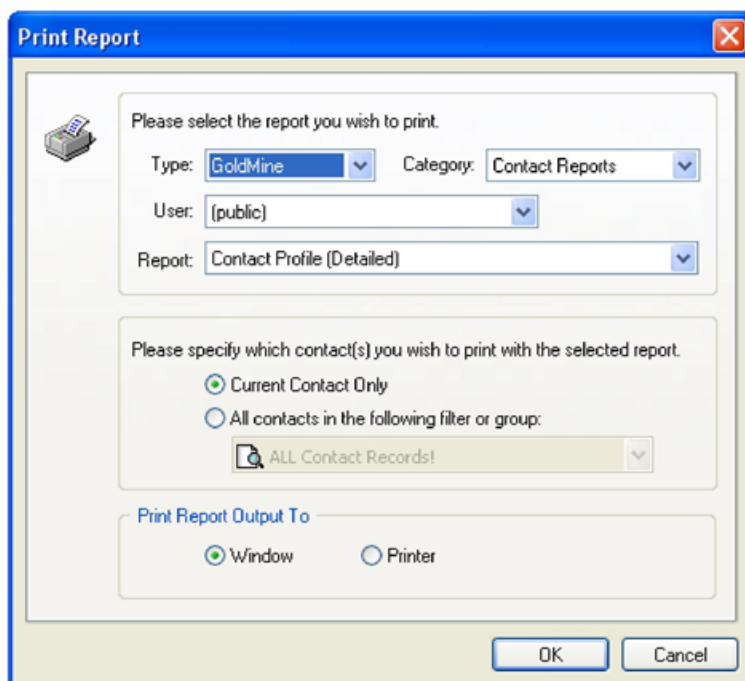 Print Report
Please select the report you wish to print.
Type: GoldMine Category: Contact Reports
User: (public)
Report: Contact Profile (Detailed)
Please specify which contact(s) you wish to print with the selected report.
Current Contact Only
All contacts in the following filter or group:
ALL Contact Records!
Print Report Output To
Window Printer
OK Cancel